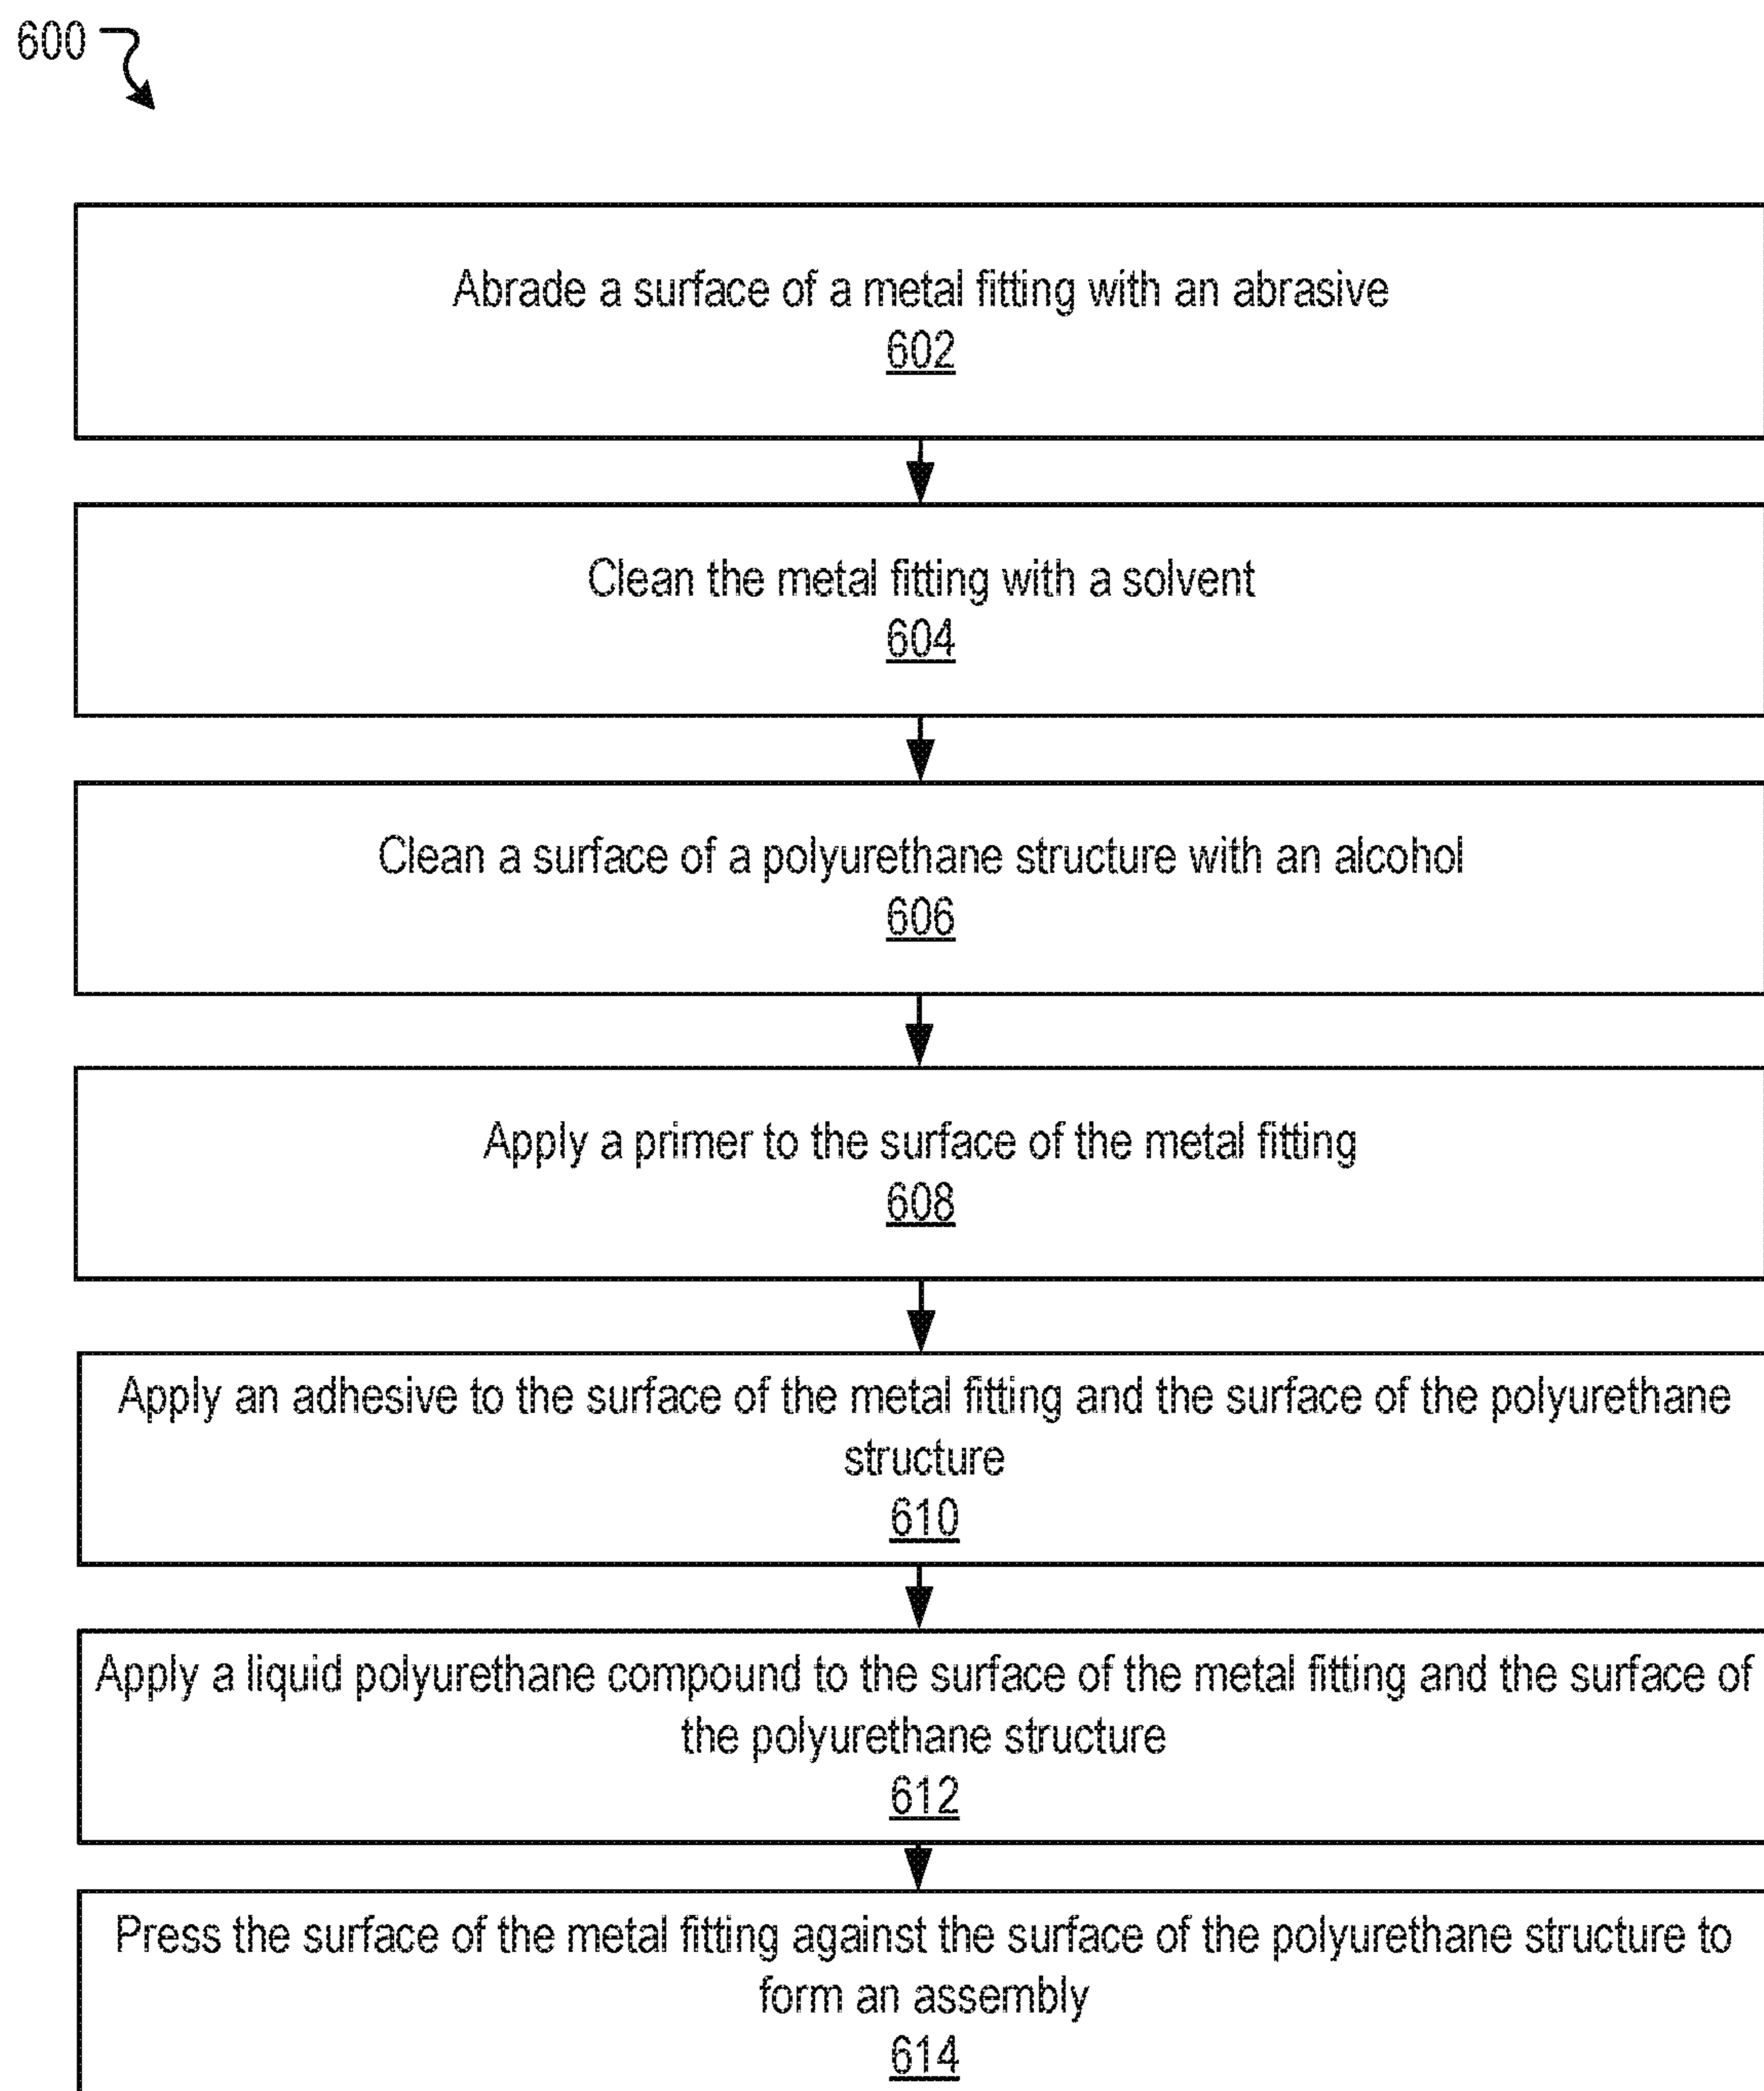 600
Abrade a surface of a metal fitting with an abrasive
602
Clean the metal fitting with a solvent
604
Clean a surface of a polyurethane structure with an alcohol
606
Apply a primer to the surface of the metal fitting
608
Apply an adhesive to the surface of the metal fitting and the surface of the polyurethane
structure
610
Apply a liquid polyurethane compound to the surface of the metal fitting and the surface of
the polyurethane structure
612
Press the surface of the metal fitting against the surface of the polyurethane structure to
form an assembly
614